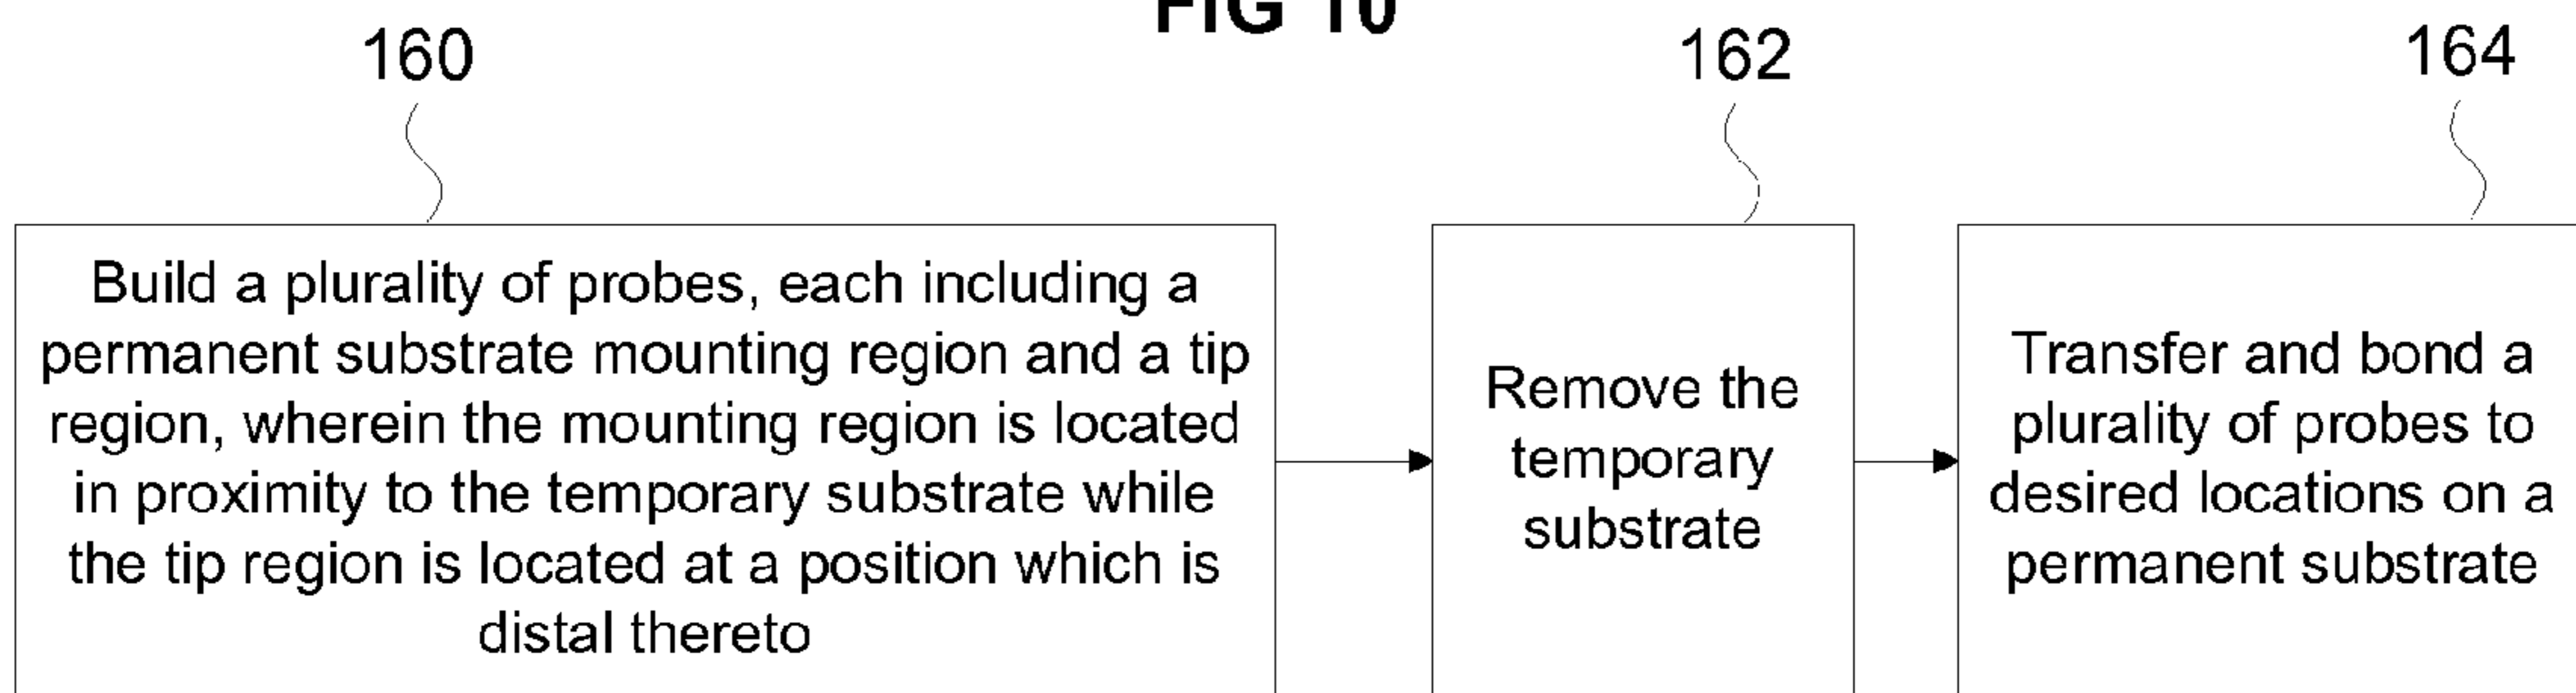 FIG 10
160
162
164
Build a plurality of probes, each including a
permanent substrate mounting region and a tip
region, wherein the mounting region is located
in proximity to the temporary substrate while
the tip region is located at a position which is
distal thereto
Remove the
temporary
substrate
Transfer and bond a
plurality of probes to
desired locations on a
permanent substrate